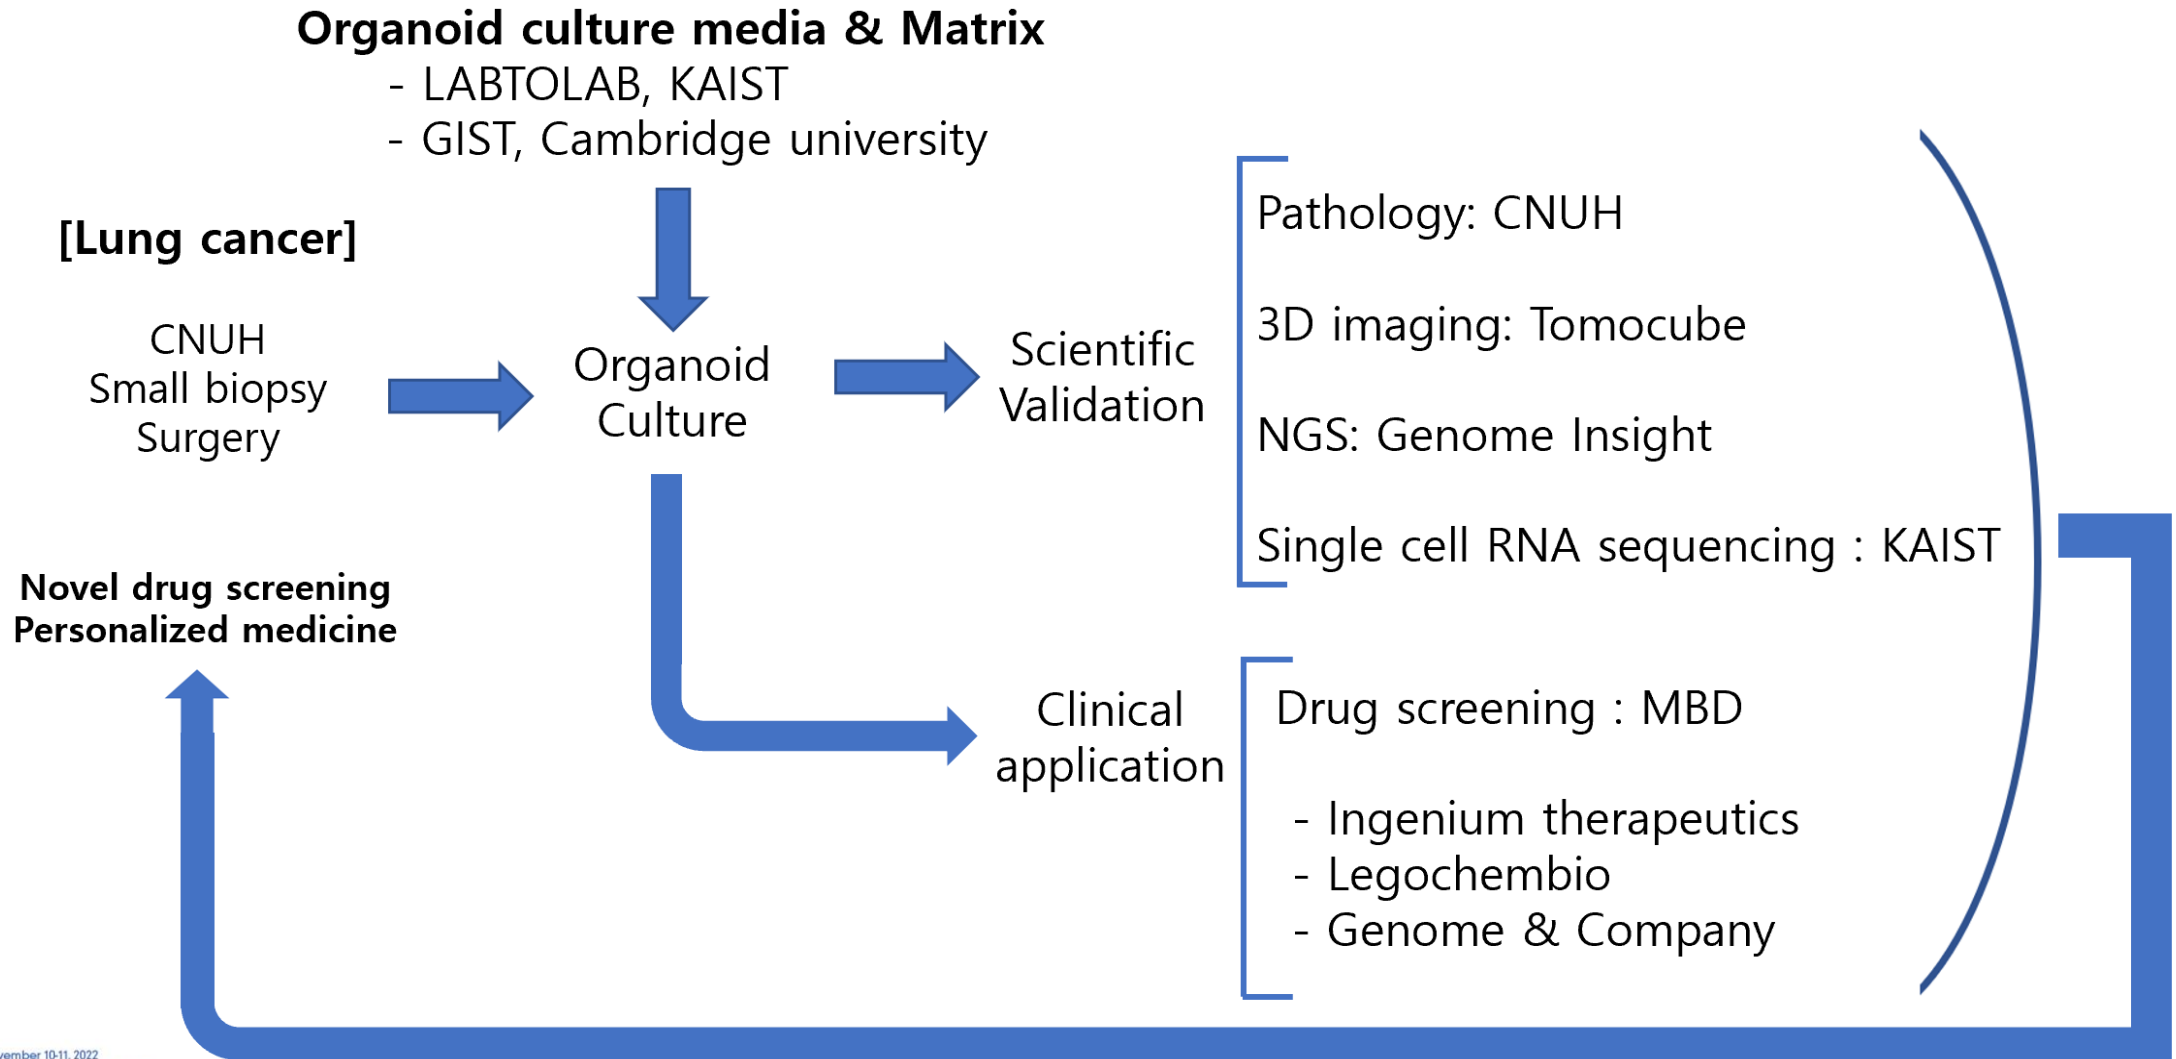 Organoid culture media & Matrix
- LABTOLAB, KAIST
- GIST, Cambridge university
[Lung cancer]
CNUH
Small biopsy
Surgery
Organoid
Culture
Scientific
Validation
Pathology: CNUH
3D imaging: Tomocube
NGS: Genome Insight
Single cell RNA sequencing : KAIST
Novel drug screening
Personalized medicine
Clinical
application
Drug screening : MBD
- Ingenium therapeutics
- Legochembio
- Genome & Company
vember 10-11, 2022